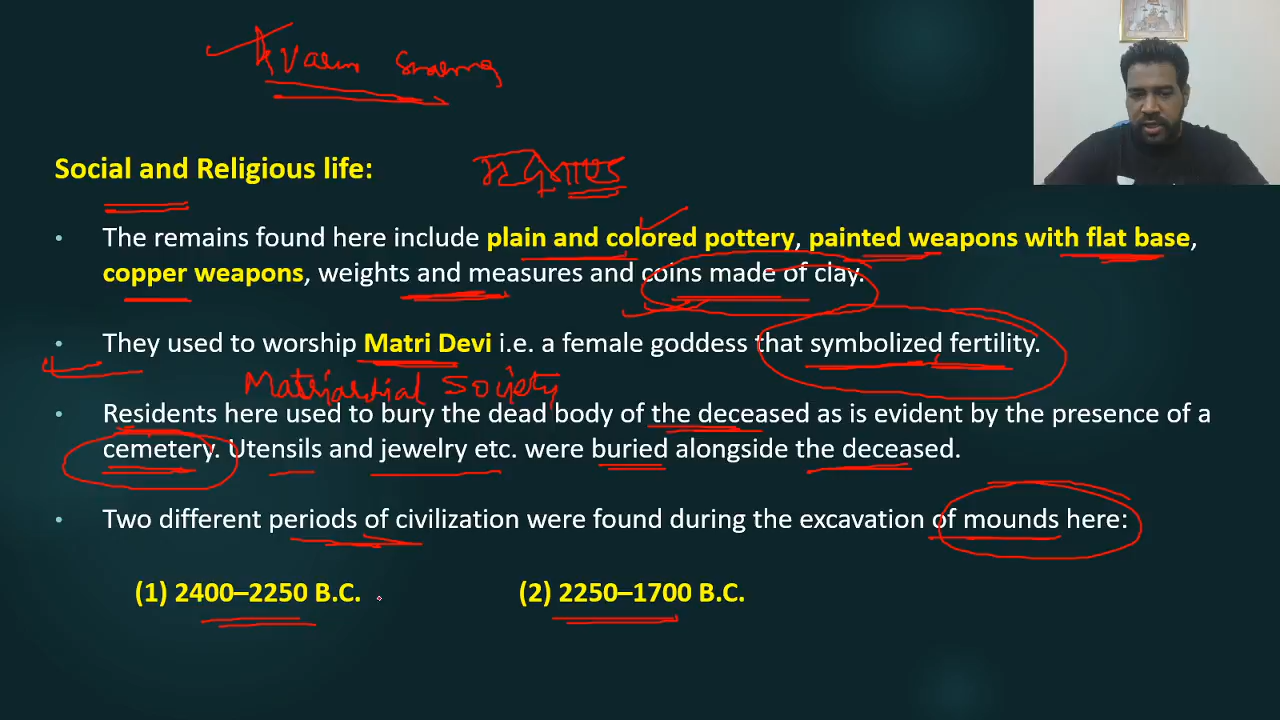 Varun Sharma
Social and Religious life:
• The remains found here include plain and colored pottery, painted weapons with flat base,
copper weapons, weights and measures and coins made of clay.
• They used to worship Matri Devi i.e. a female goddess that symbolized fertility.
Society
• Residents here used to bury the dead body of the deceased as is evident by the presence of a
cemetery. Utensils and jewelry etc. were buried alongside the deceased.
• Two different periods of civilization were found during the excavation of mounds here:
(1) 2400–2250 B.C. (2) 2250–1700 B.C.